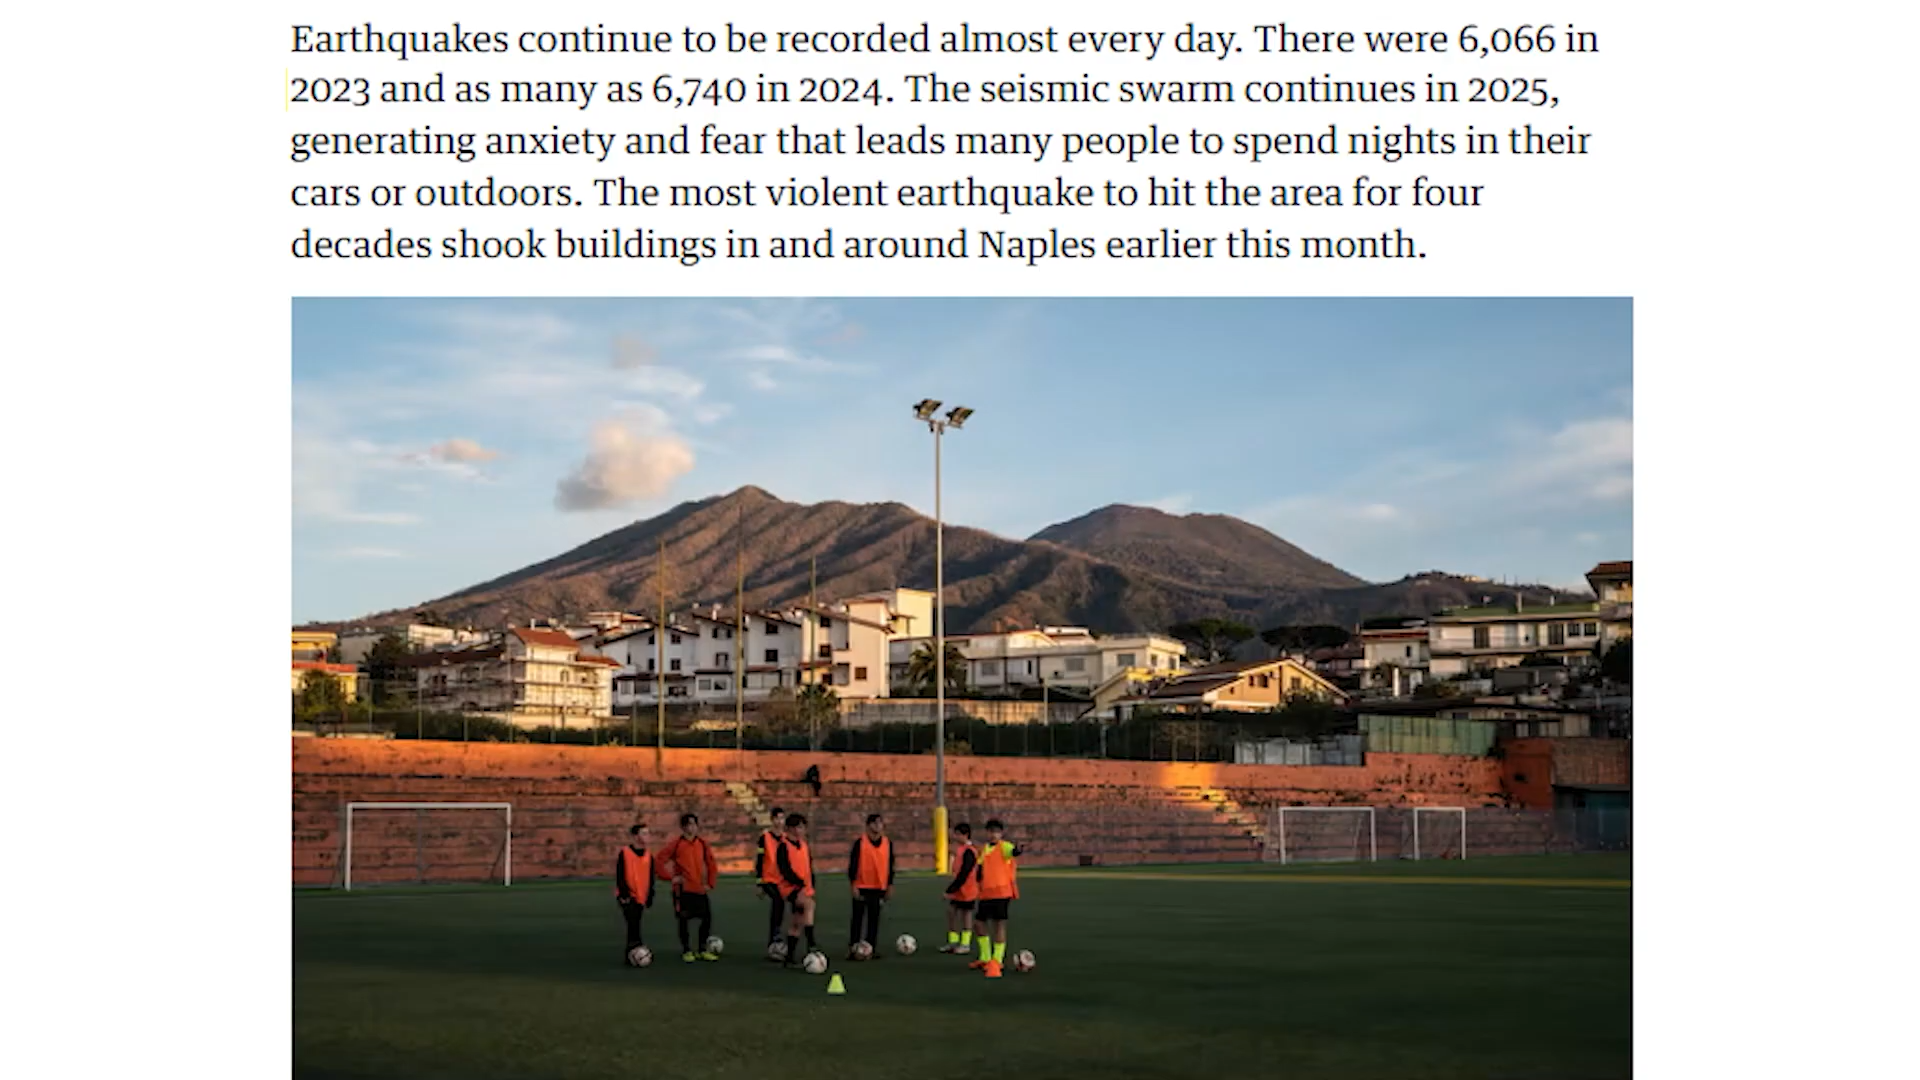 Earthquakes continue to be recorded almost every day. There were 6,066 in
2023 and as many as 6,740 in 2024. The seismic swarm continues in 2025,
generating anxiety and fear that leads many people to spend nights in their
cars or outdoors. The most violent earthquake to hit the area for four
decades shook buildings in and around Naples earlier this month.